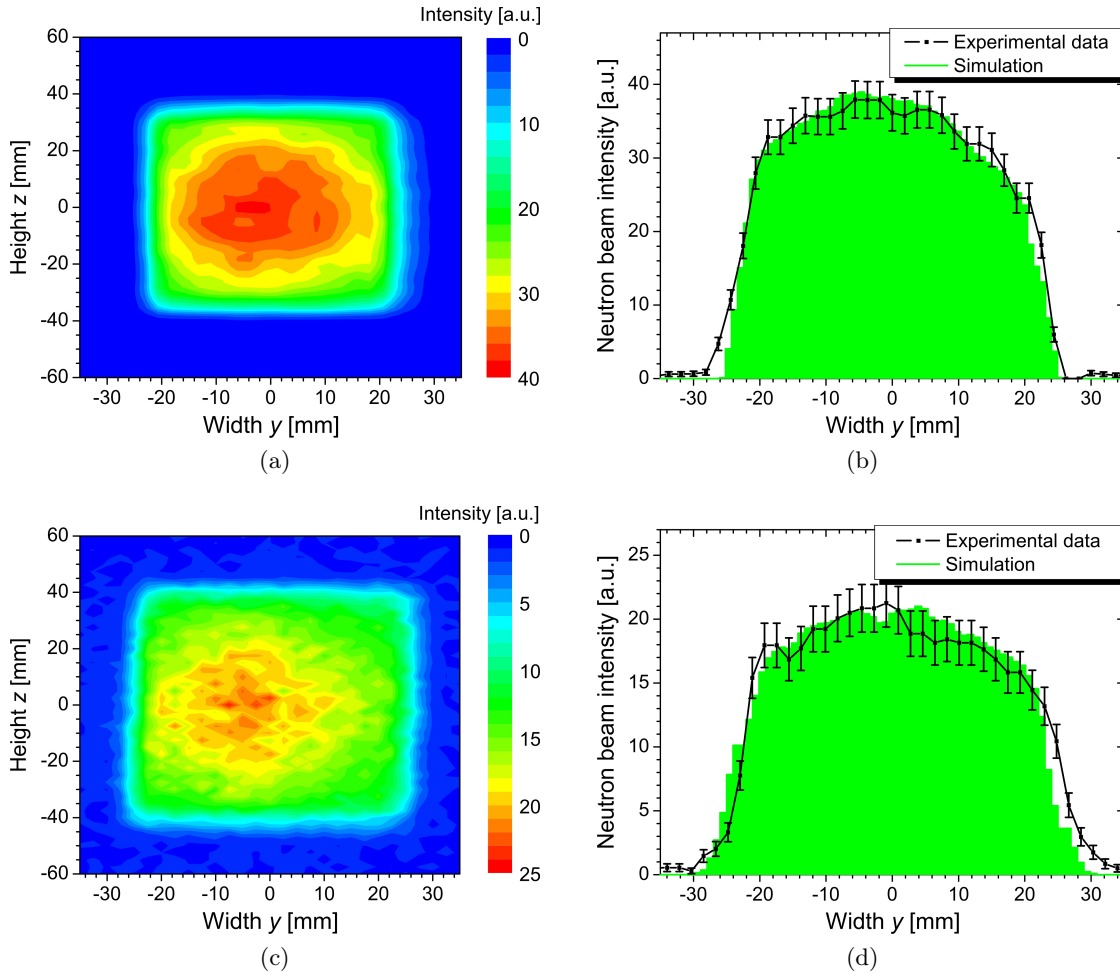 Intensity [a.u.]
60
40
20
0
-20
-40
-60
Height z [mm]
-30 -20 -10 0 10 20 30
Width y [mm]
0
10
20
30
40
(a)
Experimental data
Simulation
40
30
20
10
0
Neutron beam intensity [a.u.]
-20 -10 0 10 20
Width y [mm]
(b)
Intensity [a.u.]
60
40
20
0
-20
-40
-60
Height z [mm]
-30 -20 -10 0 10 20 30
Width y [mm]
0
5
10
15
20
25
(c)
Experimental data
Simulation
25
20
15
10
5
0
Neutron beam intensity [a.u.]
-20 -10 0 10 20 30
Width y [mm]
(d)